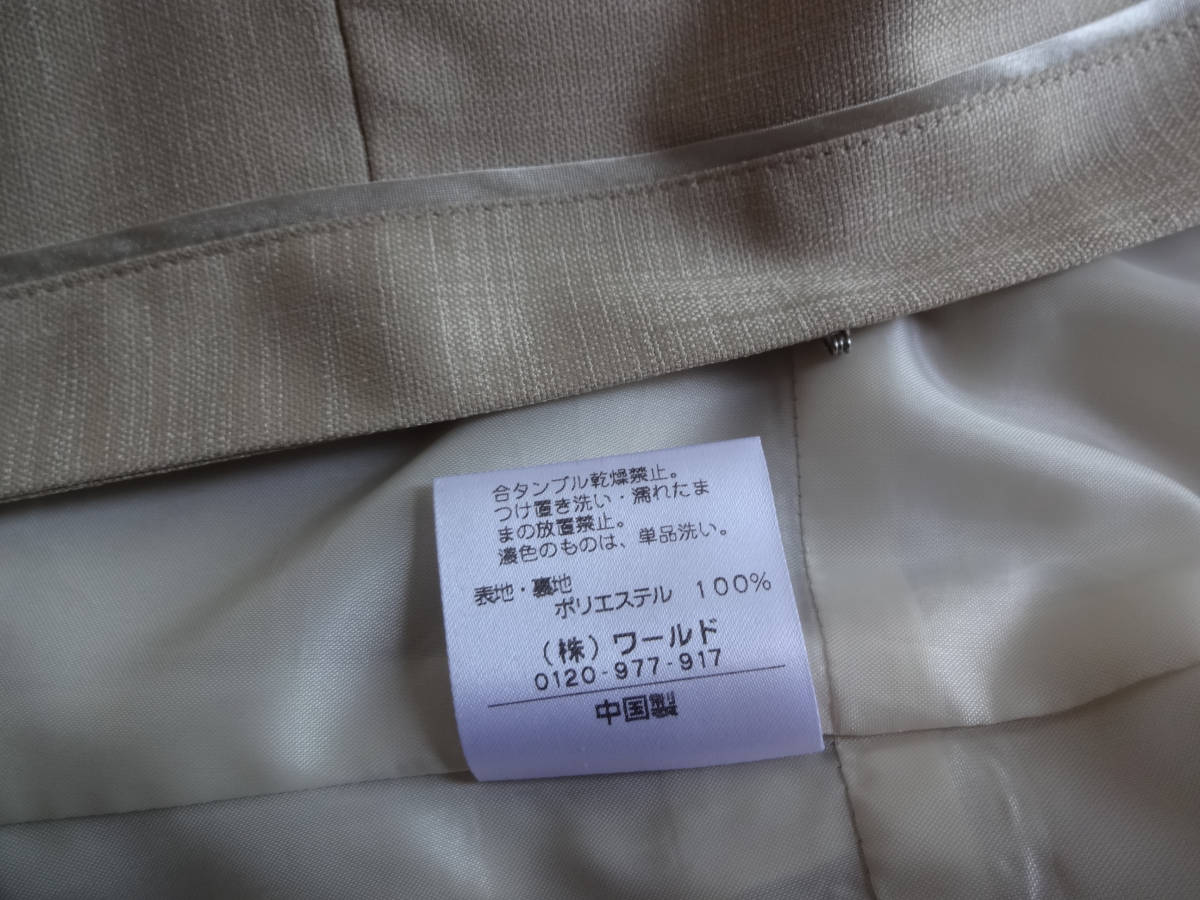 合タンブル乾燥禁止。
つけ置き洗い・濡れたま
まの放置禁止。
濃色のものは、単品洗い。
表地・裏地
ポリエステル 100%
(株)ワールド
0120-977-917
中国製